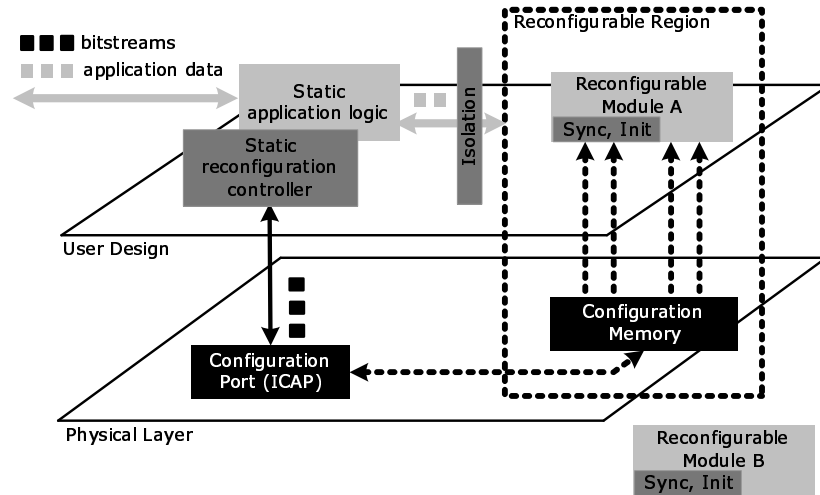 Reconfigurable Region
bitstreams
application data
Static
application logic
Isolation
Reconfigurable
Module A
Sync, Init
Static
reconfiguration
controller
User Design
Configuration
Memory
Configuration
Port (ICAP)
Physical Layer
Reconfigurable
Module B
Sync, Init